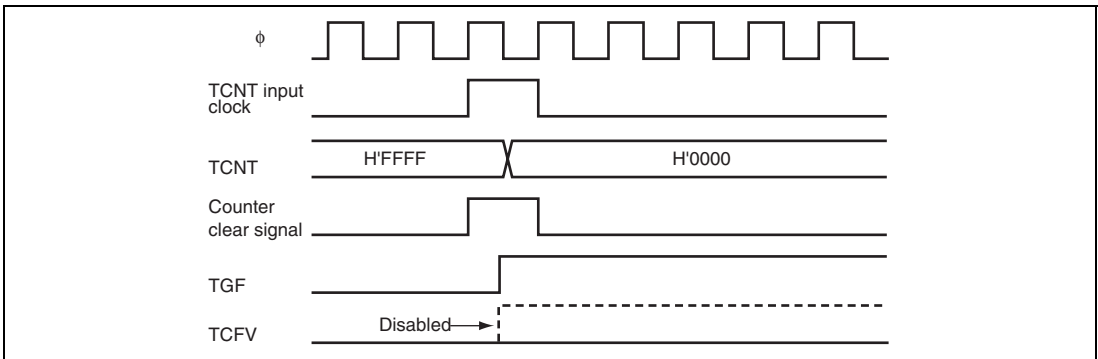 ϕ
TCNT input
clock
TCNT
H'FFFF
H'0000
Counter
clear signal
TGF
TCFV
Disabled